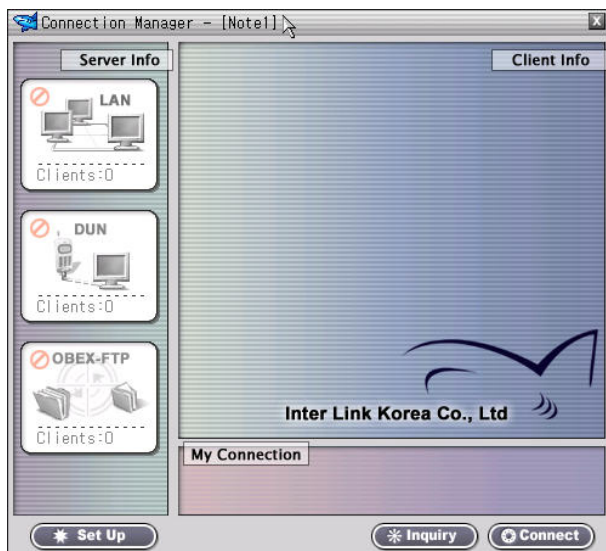 Connection Manager - [Note1]
X
Server Info
LAN
Clients:0
DUN
Clients:0
OBEX-FTP
Clients:0
Client Info
Inter Link Korea Co., Ltd
My Connection
Set Up
Inquiry
Connect